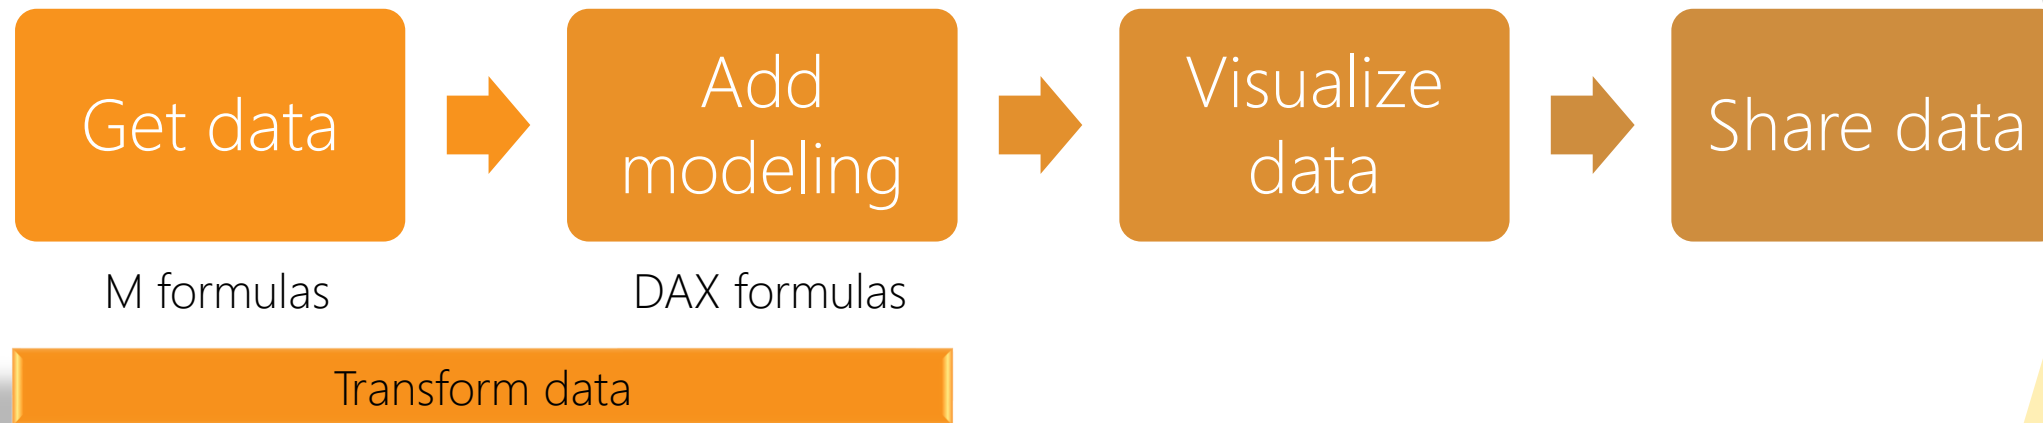 Get data
Add
modeling
Visualize
data
Share data
M formulas
DAX formulas
Transform data